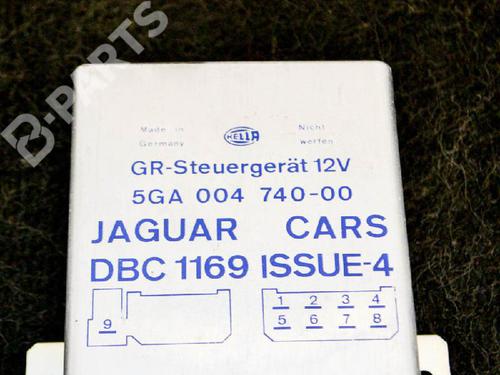 B-PARTS
Made in Germany
HELLA
Nicht werfen
GR-Steuergerät 12V
5GA 004 740-00
JAGUAR CARS
DBC 1169 ISSUE-4
1 2 3 4
9 5 6 7 8